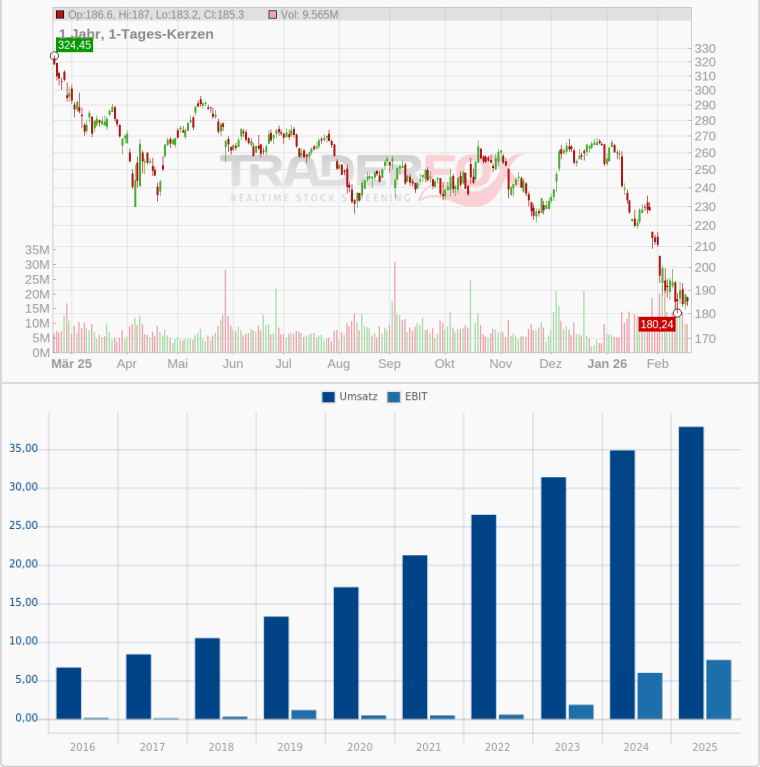 Op:186.6, Hi:187, Lo:183.2, Cl:185.3 Vol: 9.565M
1 Jahr, 1-Tages-Kerzen
324,45
330
320
310
300
290
280
270
260
250
240
230
220
210
200
190
180
170
TRADERFOX
REALTIME STOCK SCREENING
35M
30M
25M
20M
15M
10M
5M
0M
180,24
Mär 25 Apr Mai Jun Jul Aug Sep Okt Nov Dez Jan 26 Feb
Umsatz EBIT
35,00
30,00
25,00
20,00
15,00
10,00
5,00
0,00
2016 2017 2018 2019 2020 2021 2022 2023 2024 2025